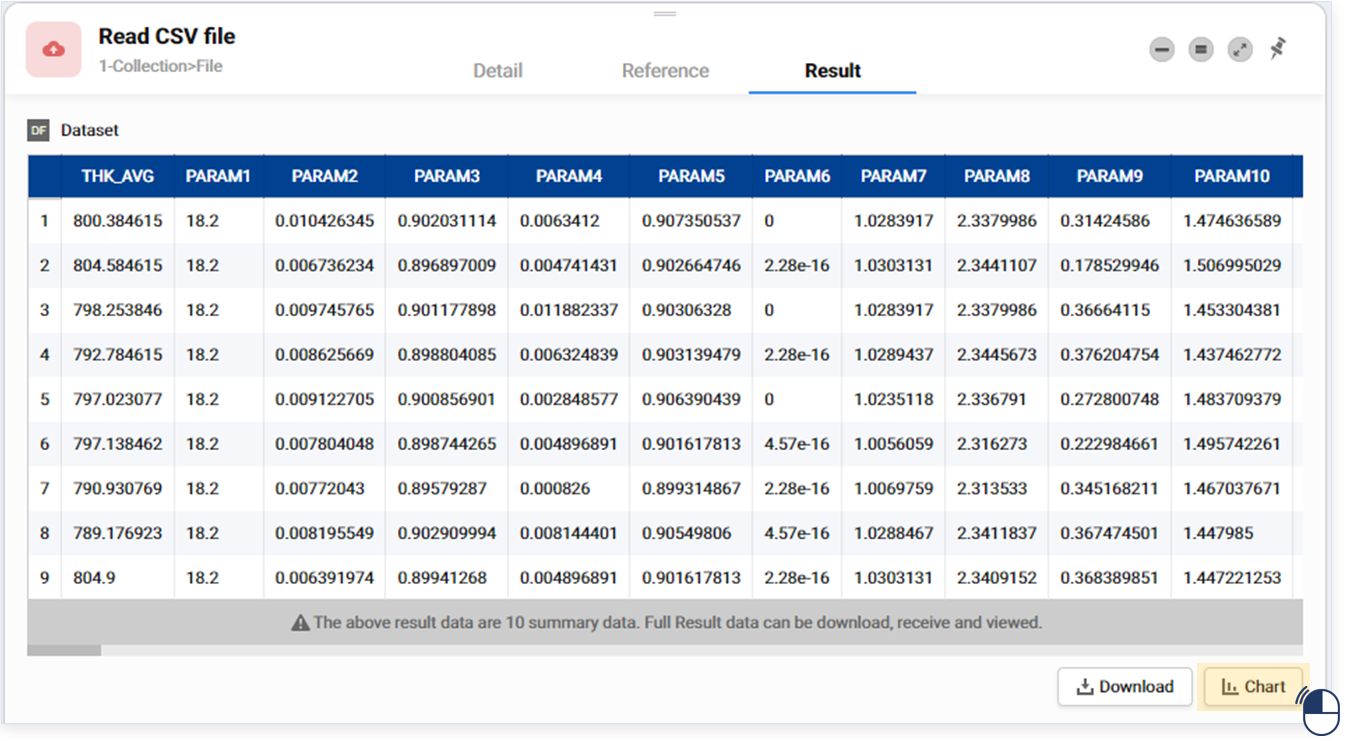 Read CSV file
1-Collection>File
Detail Reference Result
DF Dataset
THK_AVG PARAM1 PARAM2 PARAM3 PARAM4 PARAM5 PARAM6 PARAM7 PARAM8 PARAM9 PARAM10
1 800.384615 18.2 0.010426345 0.902031114 0.0063412 0.907350537 0 1.0283917 2.3379986 0.31424586 1.474636589
2 804.584615 18.2 0.006736234 0.896897009 0.004741431 0.902664746 2.28e-16 1.0303131 2.3441107 0.178529946 1.506995029
3 798.253846 18.2 0.009745765 0.901177898 0.011882337 0.90306328 0 1.0283917 2.3379986 0.36664115 1.453304381
4 792.784615 18.2 0.008625669 0.898804085 0.006324839 0.903139479 2.28e-16 1.0289437 2.3445673 0.376204754 1.437462772
5 797.023077 18.2 0.009122705 0.900856901 0.002848577 0.906390439 0 1.0235118 2.336791 0.272800748 1.483709379
6 797.138462 18.2 0.007804048 0.898744265 0.004896891 0.901617813 4.57e-16 1.0056059 2.316273 0.222984661 1.495742261
7 790.930769 18.2 0.00772043 0.89579287 0.000826 0.899314867 2.28e-16 1.0069759 2.313533 0.345168211 1.467037671
8 789.176923 18.2 0.008195549 0.902909994 0.008144401 0.90549806 4.57e-16 1.0288467 2.3411837 0.367474501 1.447985
9 804.9 18.2 0.006391974 0.89941268 0.004896891 0.901617813 2.28e-16 1.0303131 2.3409152 0.368389851 1.447221253
The above result data are 10 summary data. Full Result data can be download, receive and viewed.
Download Chart